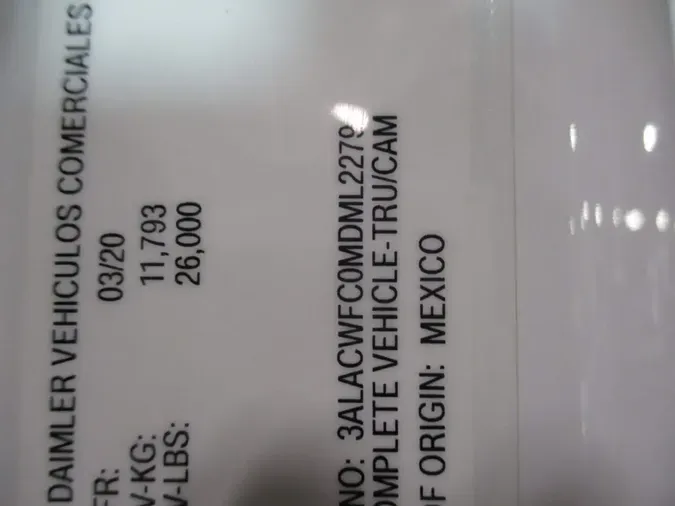 DAIMLER VEHICULOS COMERCIALES
FR: 03/20
V-KG: 11,793
V-LBS: 26,000
NO: 3ALACWFC0MDML2279
OMPLETE VEHICLE-TRU/CAM
OF ORIGIN: MEXICO